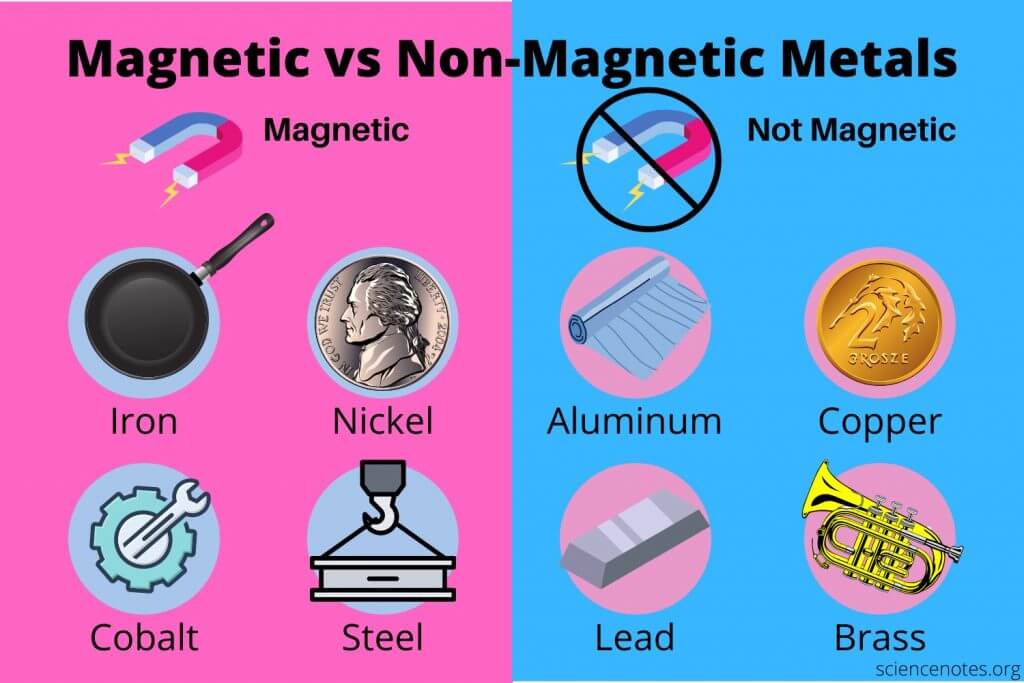 Magnetic vs Non-Magnetic Metals
Magnetic
Not Magnetic
IN GOD WE TRUST
LIBERTY · 2004
2
GROSZE
Iron
Nickel
Aluminum
Copper
Cobalt
Steel
Lead
Brass
sciencenotes.org